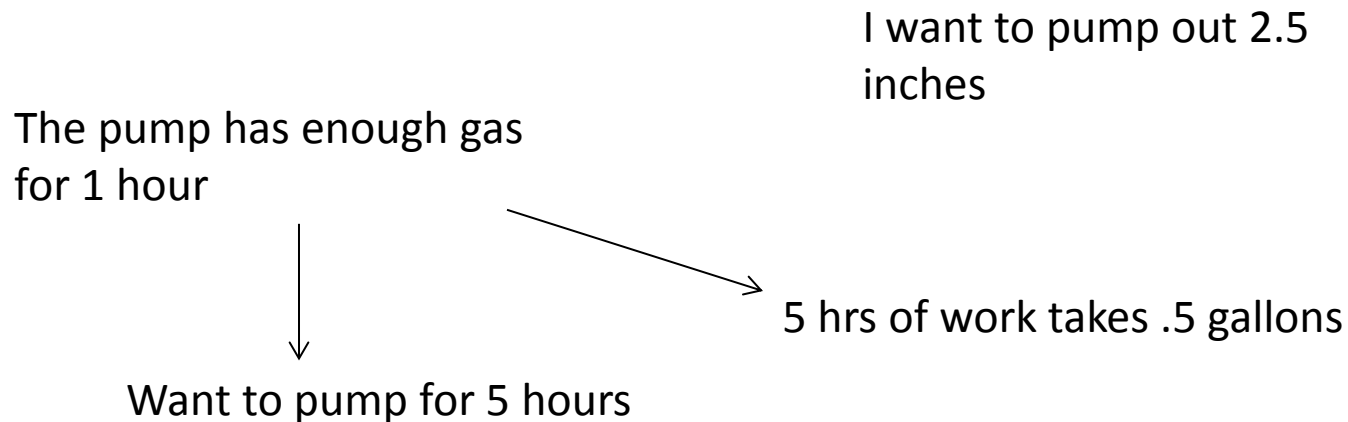 I want to pump out 2.5
inches
The pump has enough gas
for 1 hour
5 hrs of work takes .5 gallons
Want to pump for 5 hours